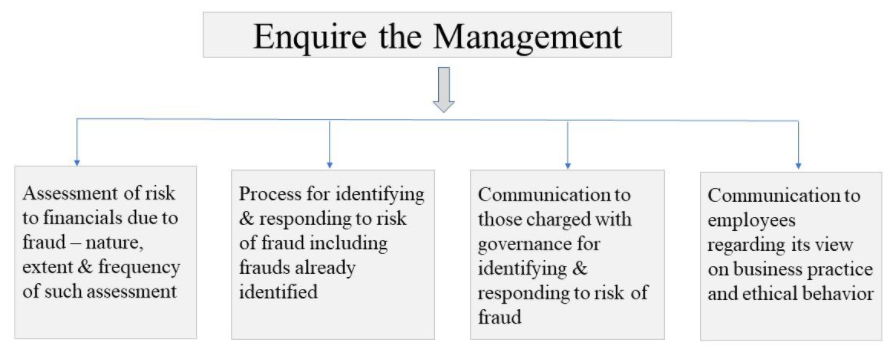 Enquire the Management
Assessment of risk
to financials due to
fraud – nature,
extent & frequency
of such assessment
Process for identifying
& responding to risk
of fraud including
frauds already
identified
Communication to
those charged with
governance for
identifying &
responding to risk of
fraud
Communication to
employees
regarding its view
on business practice
and ethical behavior